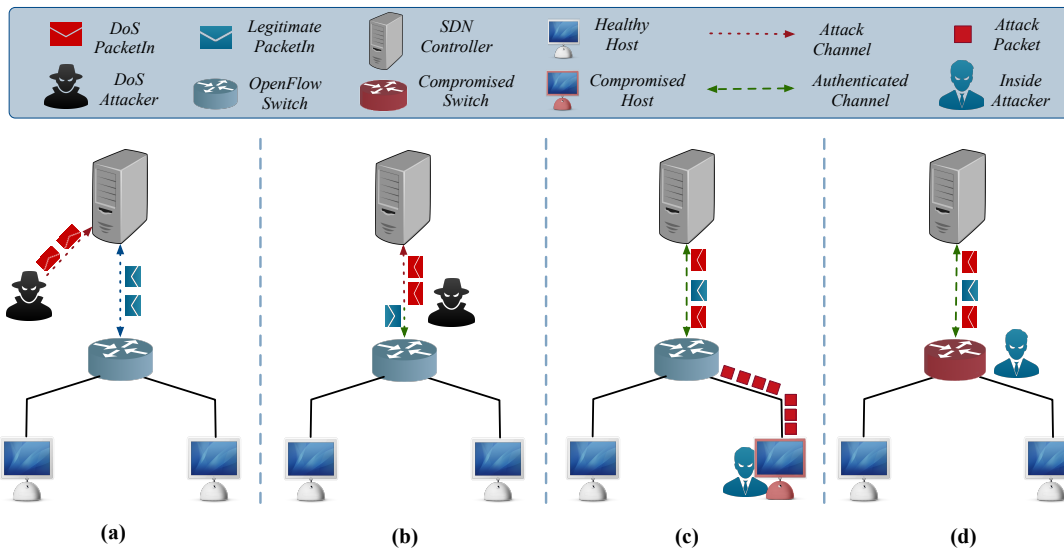 DoS
PacketIn
Legitimate
PacketIn
SDN
Controller
Healthy
Host
Attack
Channel
Attack
Packet
DoS
Attacker
OpenFlow
Switch
Compromised
Switch
Compromised
Host
Authenticated
Channel
Inside
Attacker
(a)
(b)
(c)
(d)